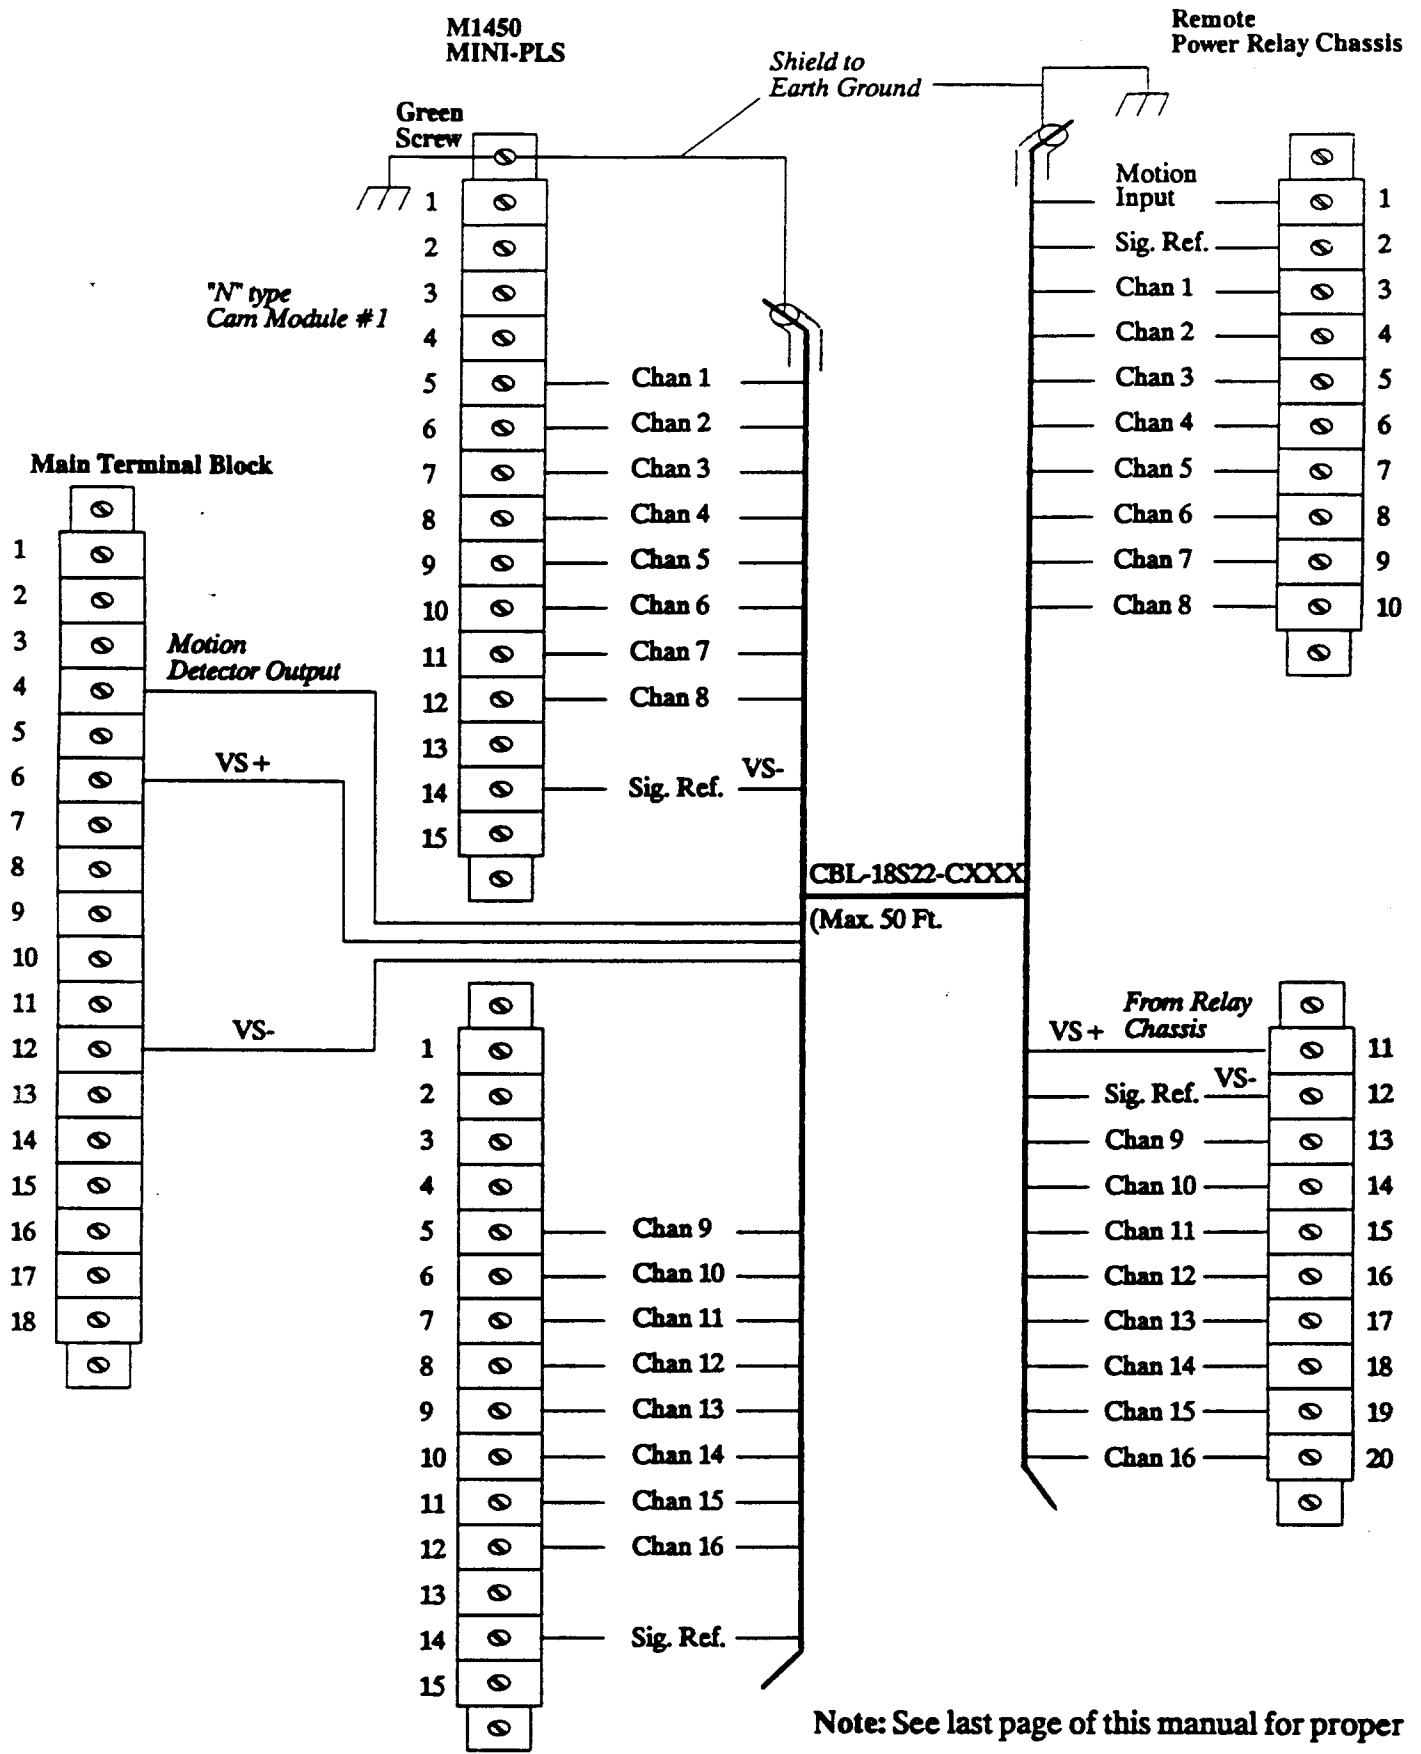 M1450
MINI-PLS
Remote
Power Relay Chassis
Shield to
Earth Ground
Green
Screw
"N" type
Cam Module #1
1
2
3
4
5 Chan 1
6 Chan 2
7 Chan 3
8 Chan 4
9 Chan 5
10 Chan 6
11 Chan 7
12 Chan 8
13
14 Sig. Ref. VS-
15
Motion
Input 1
Sig. Ref. 2
Chan 1 3
Chan 2 4
Chan 3 5
Chan 4 6
Chan 5 7
Chan 6 8
Chan 7 9
Chan 8 10
Main Terminal Block
1
2
3
Motion
Detector Output
4
5
6 VS+
7
8
9
10
11
12 VS-
13
14
15
16
17
18
CBL-18S22-CXXX
(Max. 50 Ft.
1
2
3
4
5 Chan 9
6 Chan 10
7 Chan 11
8 Chan 12
9 Chan 13
10 Chan 14
11 Chan 15
12 Chan 16
13
14 Sig. Ref.
15
From Relay
Chassis
VS+ 11
Sig. Ref. VS- 12
Chan 9 13
Chan 10 14
Chan 11 15
Chan 12 16
Chan 13 17
Chan 14 18
Chan 15 19
Chan 16 20
Note: See last page of this manual for proper